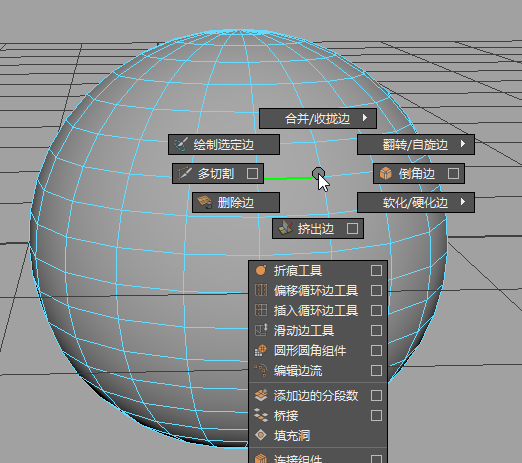 合并/收拢边
绘制选定边
翻转/自旋边
多切割
倒角边
删除边
软化/硬化边
挤出边
折痕工具
偏移循环边工具
插入循环边工具
滑动边工具
圆形圆角组件
编辑边流
添加边的分段数
桥接
填充洞
连接组件